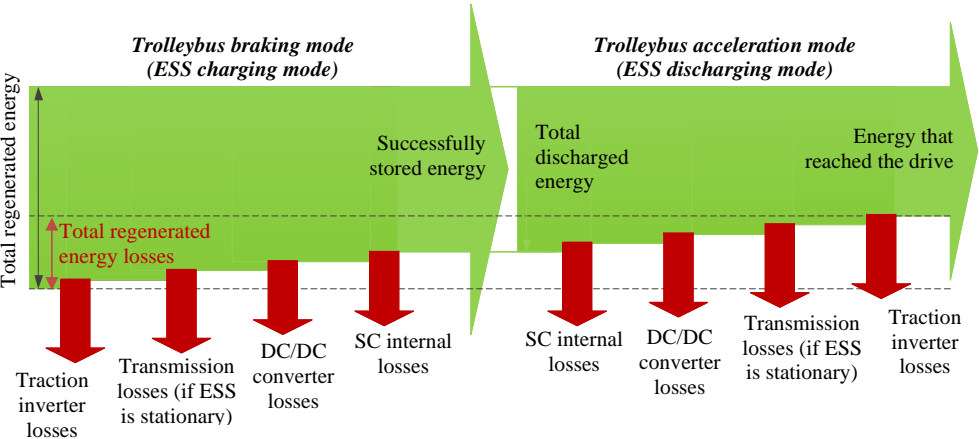 Trolleybus braking mode
(ESS charging mode)
Trolleybus acceleration mode
(ESS discharging mode)
Total regenerated energy
Successfully
stored energy
Total
discharged
energy
Energy that
reached the drive
Total regenerated
energy losses
Traction
inverter
losses
Transmission
losses (if ESS
is stationary)
DC/DC
converter
losses
SC internal
losses
SC internal
losses
DC/DC
converter
losses
Transmission
losses (if ESS
is stationary)
Traction
inverter
losses